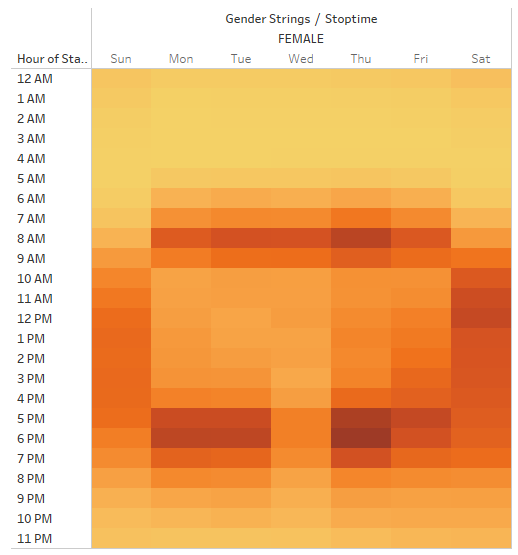 Gender Strings / Stoptime
FEMALE
Hour of Sta.. Sun Mon Tue Wed Thu Fri Sat
12 AM
1 AM
2 AM
3 AM
4 AM
5 AM
6 AM
7 AM
8 AM
9 AM
10 AM
11 AM
12 PM
1 PM
2 PM
3 PM
4 PM
5 PM
6 PM
7 PM
8 PM
9 PM
10 PM
11 PM